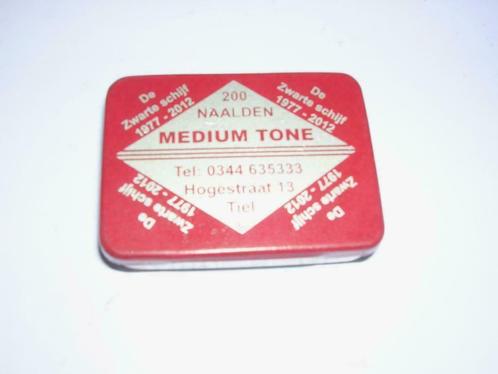 De
Zwarte schijf
1977 - 2012
De
Zwarte schijf
1977 - 2012
200
NAALDEN
MEDIUM TONE
Tel: 0344 635333
Hogestraat 13
Tiel
De
Zwarte schijf
1977 - 2012
De
Zwarte schijf
1977 - 2012